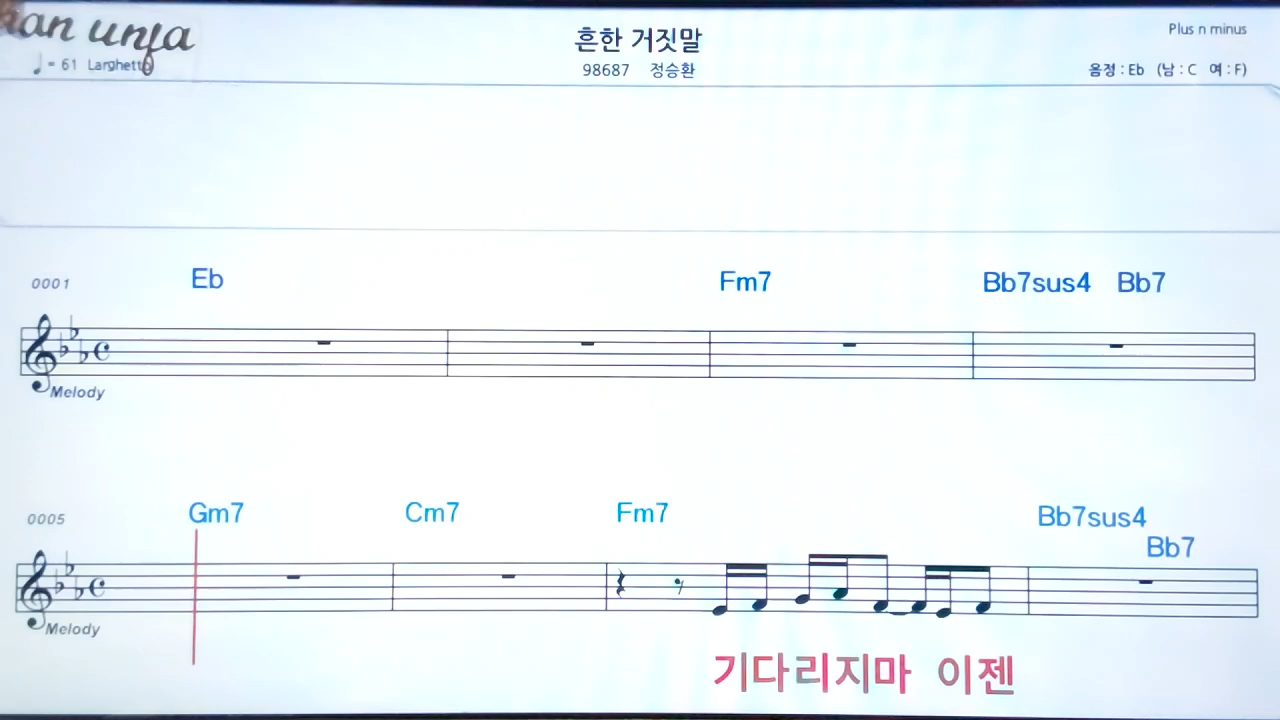 흔한 거짓말
Plus n minus
♩= 61 Larghetto
98687 정승환
음정 : Eb (남 : C 여 : F)
0001 Eb Fm7 Bb7sus4 Bb7
Melody
0005 Gm7 Cm7 Fm7 Bb7sus4
Bb7
Melody
기다리지마 이젠